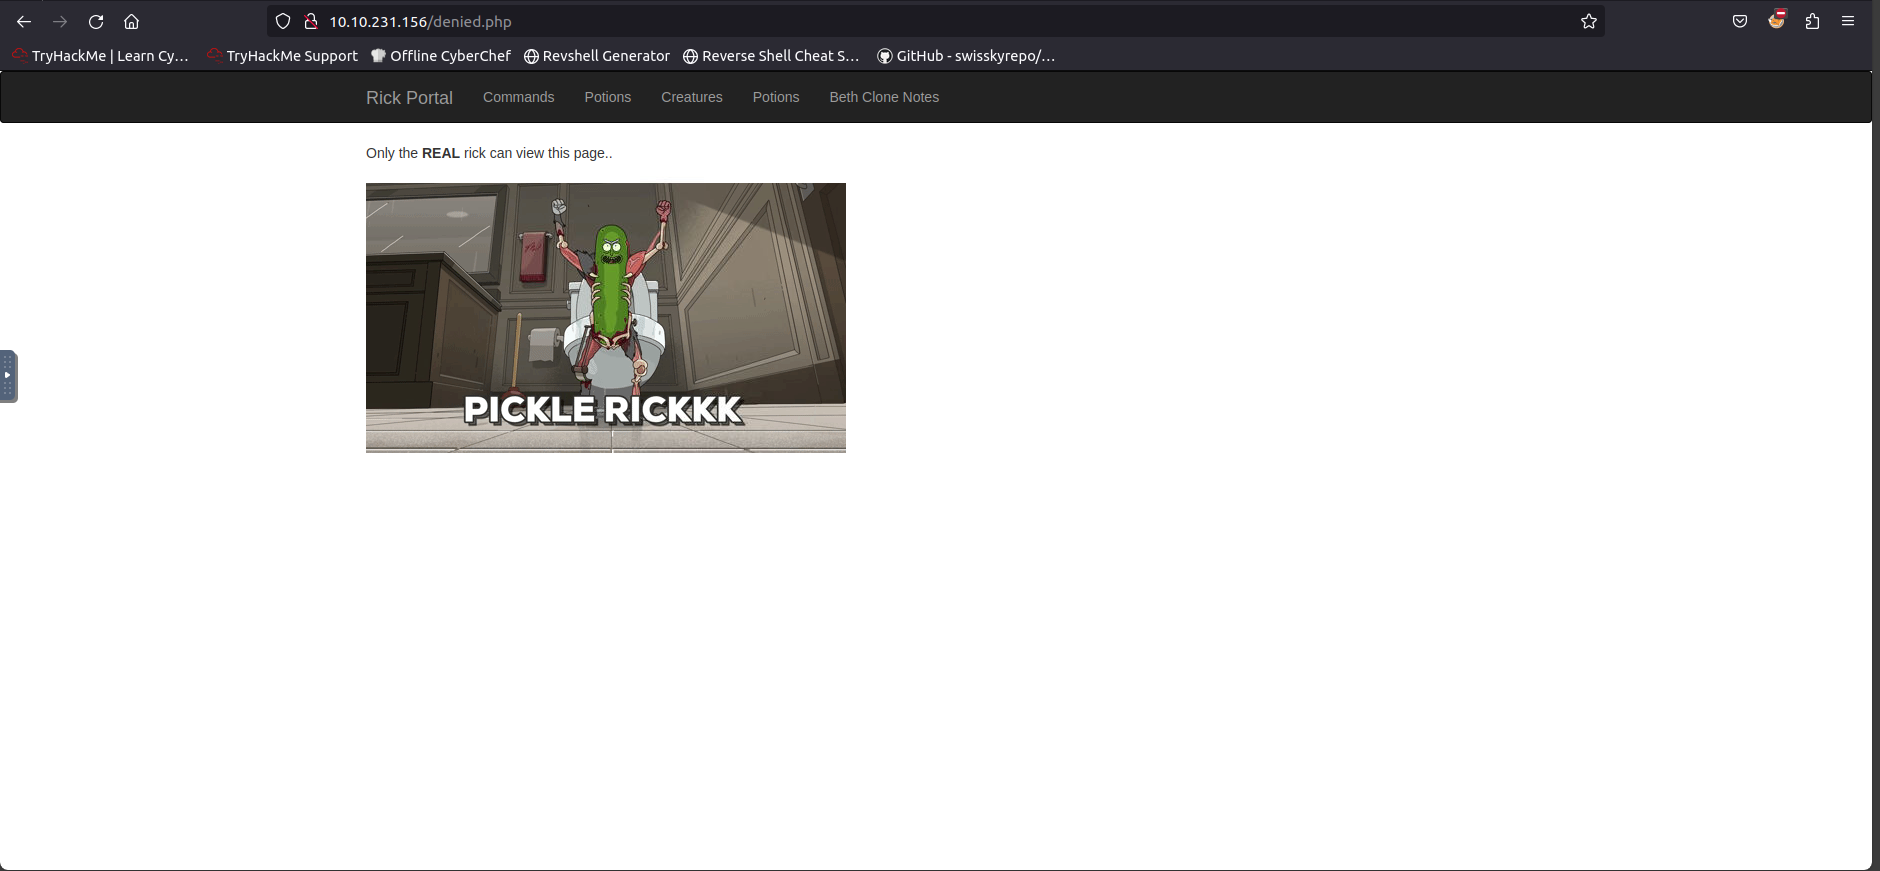 10.10.231.156/denied.php
TryHackMe | Learn Cy... TryHackMe Support Offline CyberChef Revshell Generator Reverse Shell Cheat S... GitHub - swisskyrepo/...
Rick Portal Commands Potions Creatures Potions Beth Clone Notes
Only the REAL rick can view this page..
PICKLE RICKKK